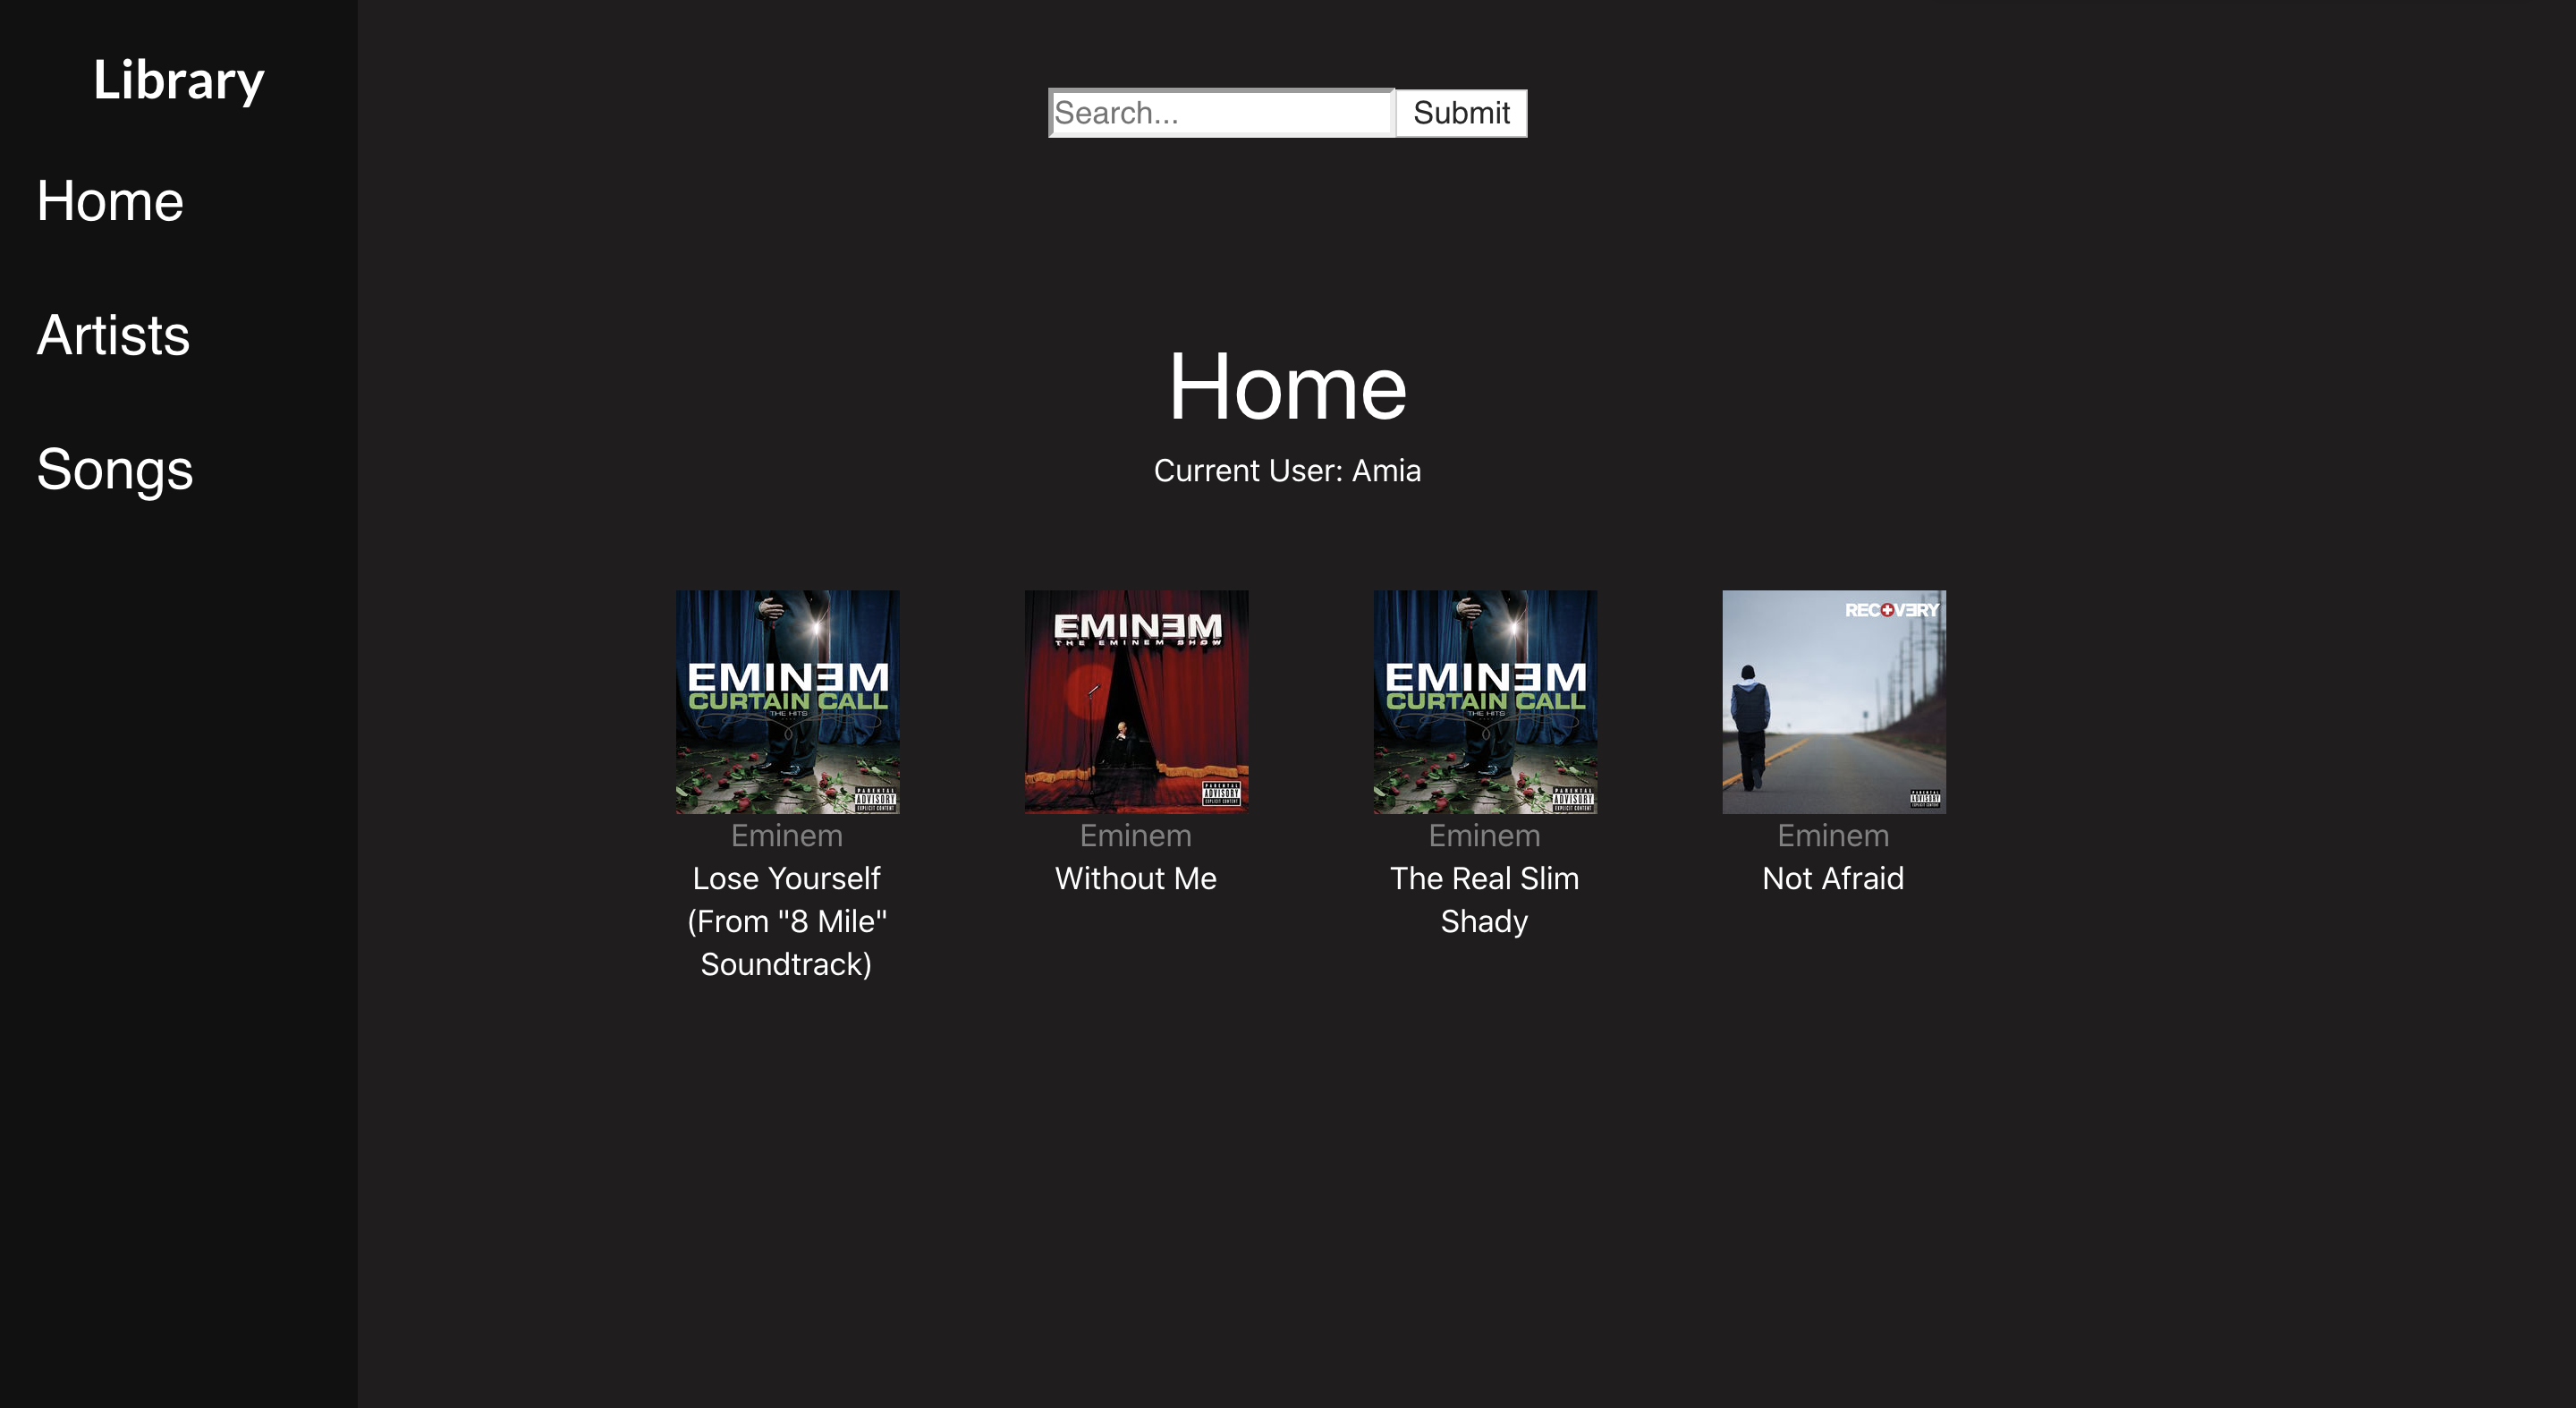 Library
Home
Artists
Songs
Search...
Submit
Home
Current User: Amia
EMINƎM
CURTAIN CALL
THE HITS
PARENTAL
ADVISORY
EXPLICIT CONTENT
Eminem
Lose Yourself
(From "8 Mile"
Soundtrack)
EMINƎM
THE EMINEM SHOW
PARENTAL
ADVISORY
EXPLICIT CONTENT
Eminem
Without Me
EMINƎM
CURTAIN CALL
THE HITS
PARENTAL
ADVISORY
EXPLICIT CONTENT
Eminem
The Real Slim
Shady
RECOVƎRY
PARENTAL
ADVISORY
EXPLICIT CONTENT
Eminem
Not Afraid